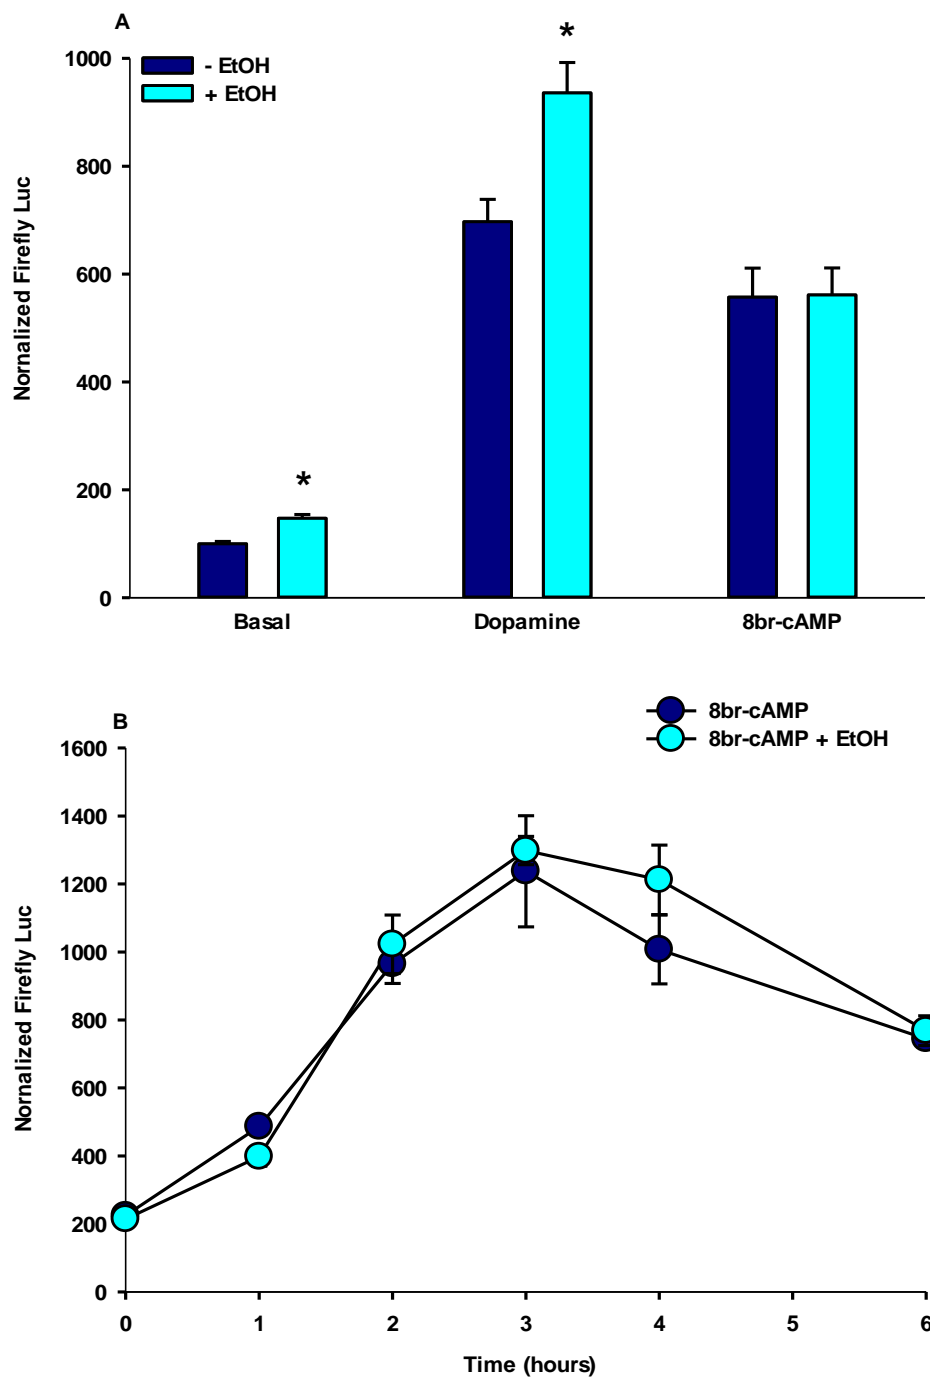 A
*
1000
- EtOH
+ EtOH
800
600
400
200
0
*
Nornalized Firefly Luc
Basal Dopamine 8br-cAMP
B
8br-cAMP
8br-cAMP + EtOH
1600
1400
1200
1000
800
600
400
200
0
Nornalized Firefly Luc
0 1 2 3 4 5 6
Time (hours)